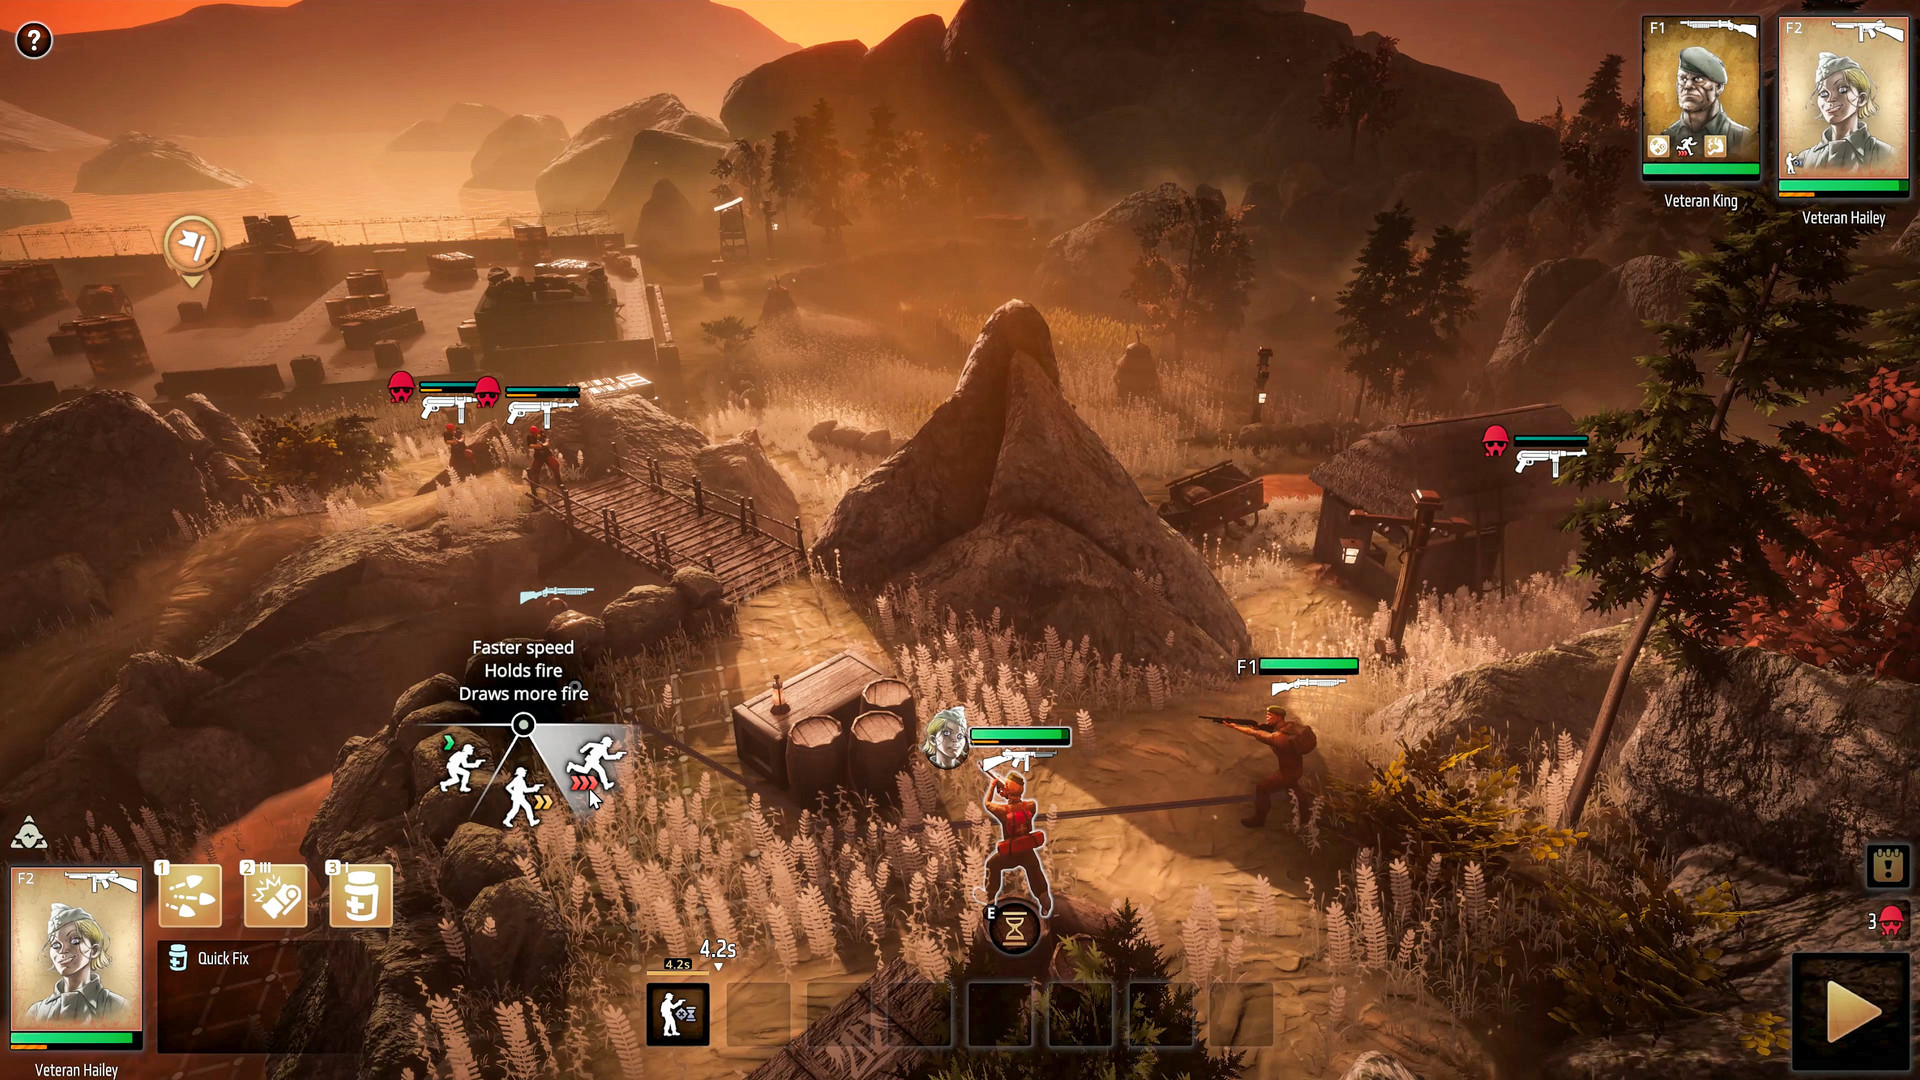 ?
F1
F2
Veteran King
Veteran Hailey
F1
Faster speed
Holds fire
Draws more fire
F2
1
2 III
3 I
Quick Fix
E
4.2s
4.2s
3
Veteran Hailey